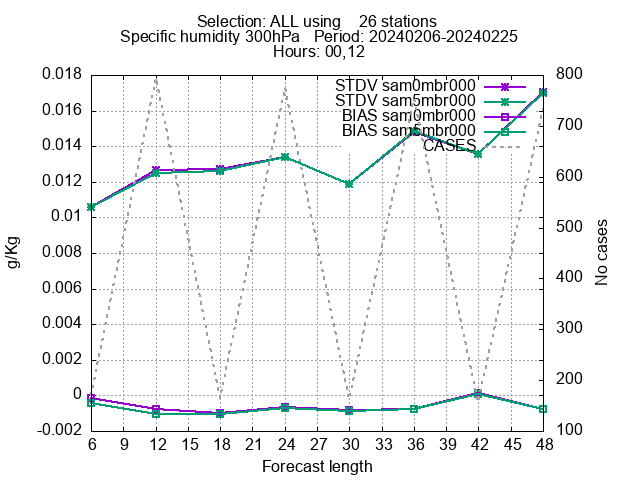 Selection: ALL using 26 stations
Specific humidity 300hPa Period: 20240206-20240225
Hours: 00,12
0.018
0.016
0.014
0.012
0.01
0.008
0.006
0.004
0.002
0
-0.002
g/Kg
STDV sam0mbr000
STDV sam5mbr000
BIAS sam0mbr000
BIAS sam5mbr000
CASES
800
700
600
500
400
300
200
100
No cases
6 9 12 15 18 21 24 27 30 33 36 39 42 45 48
Forecast length